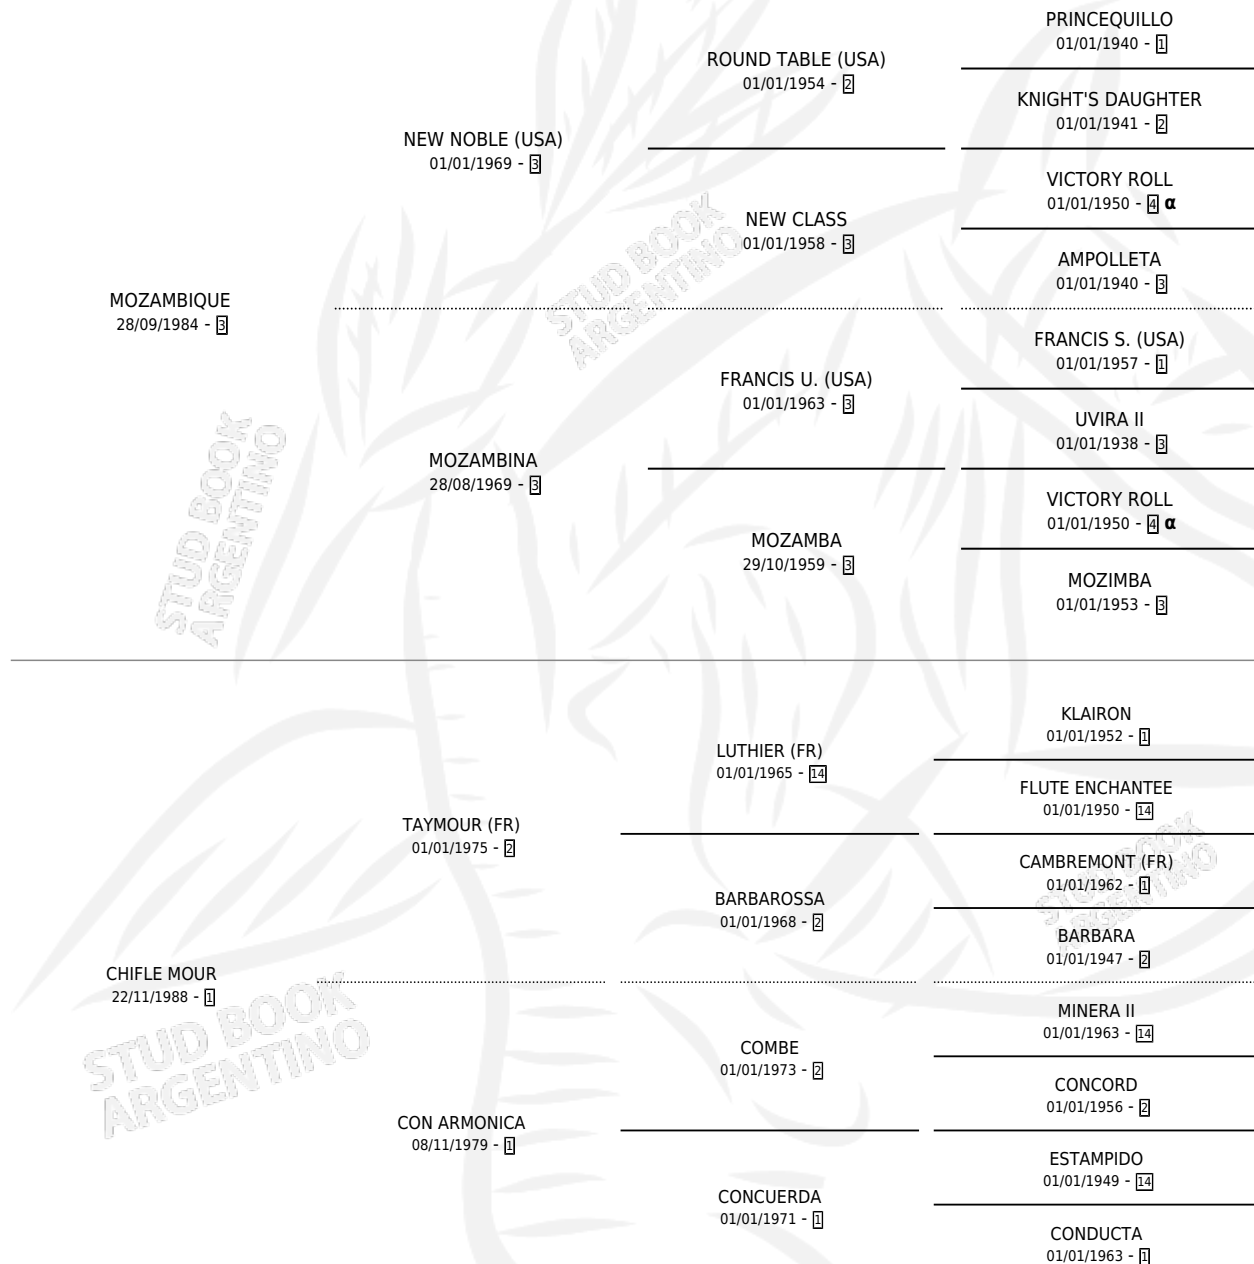 PRINCEQUILLO
01/01/1940 - 1
ROUND TABLE (USA)
01/01/1954 - 2
KNIGHT'S DAUGHTER
01/01/1941 - 2
NEW NOBLE (USA)
01/01/1969 - 3
VICTORY ROLL
01/01/1950 - 4 α
NEW CLASS
01/01/1958 - 3
AMPOLLETA
01/01/1940 - 3
MOZAMBIQUE
28/09/1984 - 3
FRANCIS S. (USA)
01/01/1957 - 1
FRANCIS U. (USA)
01/01/1963 - 3
UVIRA II
01/01/1938 - 3
MOZAMBINA
28/08/1969 - 3
VICTORY ROLL
01/01/1950 - 4 α
MOZAMBA
29/10/1959 - 3
MOZIMBA
01/01/1953 - 3
KLAIRON
01/01/1952 - 1
LUTHIER (FR)
01/01/1965 - 14
FLUTE ENCHANTEE
01/01/1950 - 14
TAYMOUR (FR)
01/01/1975 - 2
CAMBREMONT (FR)
01/01/1962 - 1
BARBAROSSA
01/01/1968 - 2
BARBARA
01/01/1947 - 2
CHIFLE MOUR
22/11/1988 - 1
MINERA II
01/01/1963 - 14
COMBE
01/01/1973 - 2
CONCORD
01/01/1956 - 2
CON ARMONICA
08/11/1979 - 1
ESTAMPIDO
01/01/1949 - 14
CONCUERDA
01/01/1971 - 1
CONDUCTA
01/01/1963 - 1
STUD BOOK
ARGENTINO
STUD BOOK
ARGENTINO
STUD BOOK
ARGENTINO
STUD BOOK
ARGENTINO